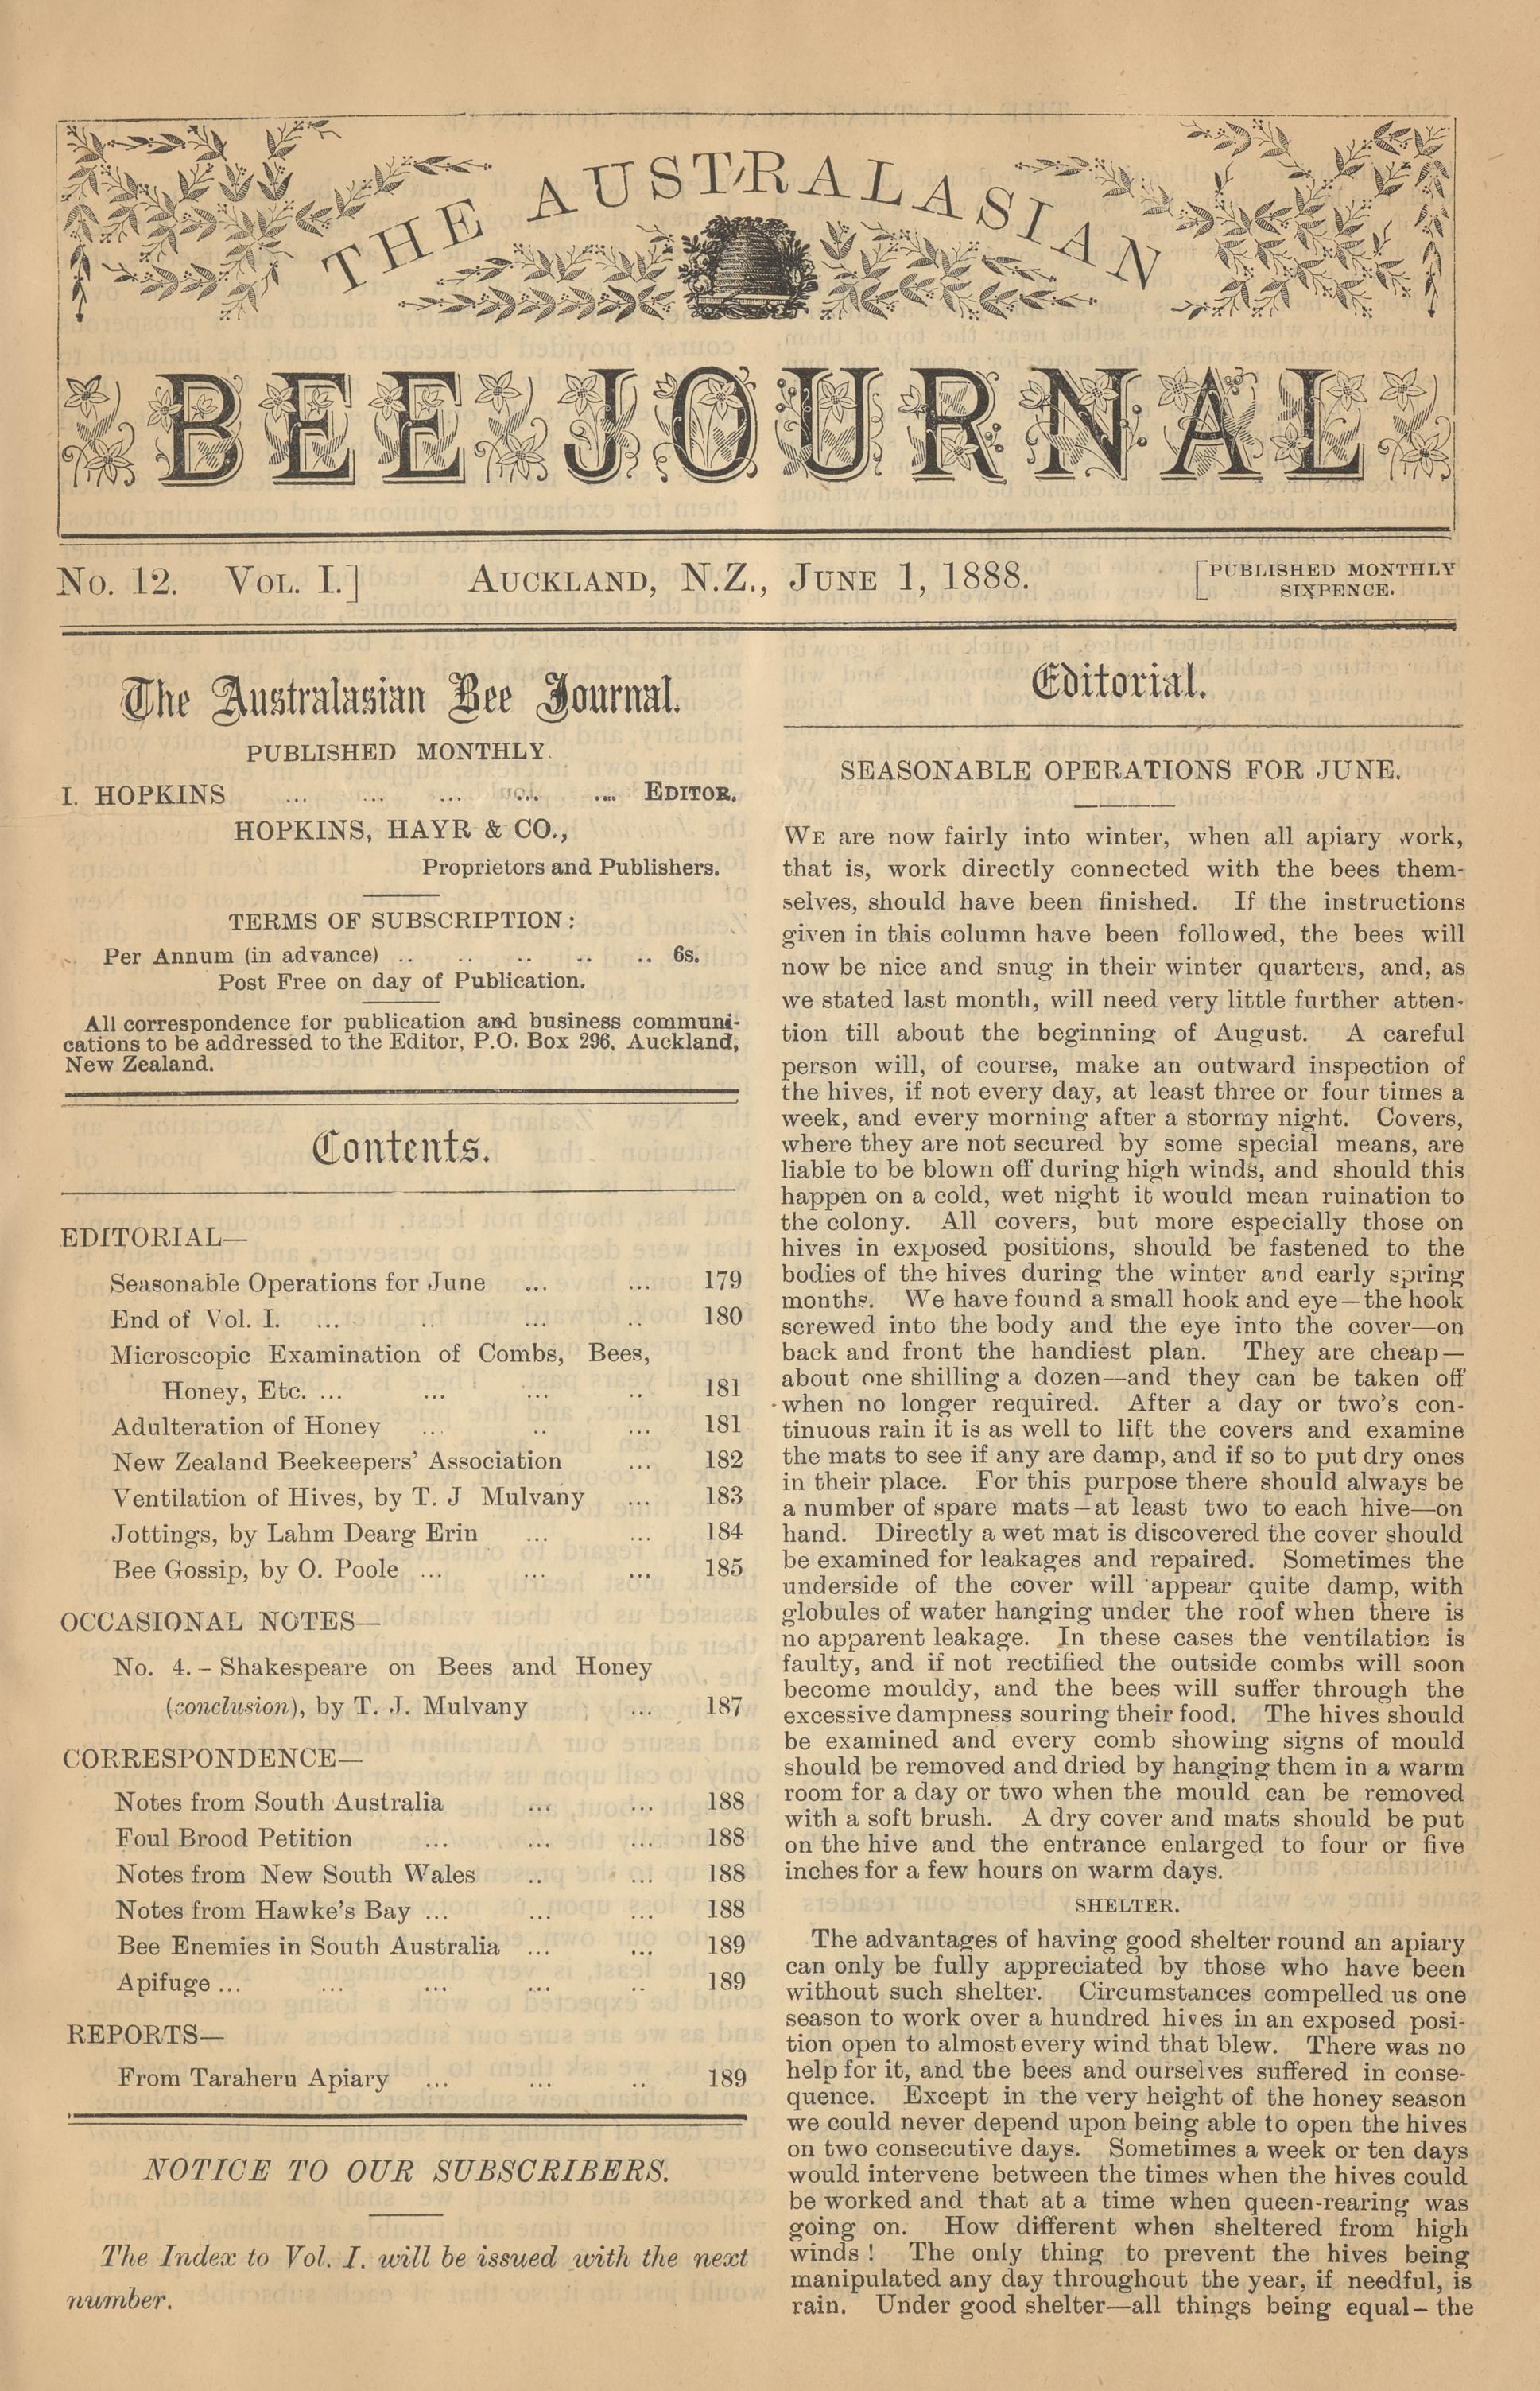 THE AUSTRALASIAN
BEE JOURNAL
No. 12. Vol. I.]
Auckland, N.Z., June 1, 1888.
[PUBLISHED MONTHLY
SIXPENCE.
The Australasian Bee Journal.
PUBLISHED MONTHLY.
I. HOPKINS ... ... ... ... ... Editor.
HOPKINS, HAYR & CO.,
Proprietors and Publishers.
TERMS OF SUBSCRIPTION:
Per Annum (in advance) .. .. .. .. .. 6s.
Post Free on day of Publication.
All correspondence for publication and business communi-
cations to be addressed to the Editor, P.O. Box 296, Auckland,
New Zealand.
Contents.
EDITORIAL—
Seasonable Operations for June ... ... 179
End of Vol. I. ... .. ... .. 180
Microscopic Examination of Combs, Bees,
Honey, Etc. ... ... ... .. 181
Adulteration of Honey ... .. ... 181
New Zealand Beekeepers' Association ... 182
Ventilation of Hives, by T. J Mulvany ... 183
Jottings, by Lahm Dearg Erin ... ... 184
Bee Gossip, by O. Poole ... ... ... 185
OCCASIONAL NOTES—
No. 4. – Shakespeare on Bees and Honey
(conclusion), by T. J. Mulvany ... 187
CORRESPONDENCE—
Notes from South Australia ... ... 188
Foul Brood Petition ... ... ... 188
Notes from New South Wales .. ... 188
Notes from Hawke's Bay ... ... ... 188
Bee Enemies in South Australia ... ... 189
Apifuge ... ... ... ... .. 189
REPORTS—
From Taraheru Apiary ... ... .. 189
NOTICE TO OUR SUBSCRIBERS.
The Index to Vol. I. will be issued with the next
number.
Editorial.
SEASONABLE OPERATIONS FOR JUNE.
We are now fairly into winter, when all apiary work,
that is, work directly connected with the bees them-
selves, should have been finished. If the instructions
given in this column have been followed, the bees will
now be nice and snug in their winter quarters, and, as
we stated last month, will need very little further atten-
tion till about the beginning of August. A careful
person will, of course, make an outward inspection of
the hives, if not every day, at least three or four times a
week, and every morning after a stormy night. Covers,
where they are not secured by some special means, are
liable to be blown off during high winds, and should this
happen on a cold, wet night it would mean ruination to
the colony. All covers, but more especially those on
hives in exposed positions, should be fastened to the
bodies of the hives during the winter and early spring
months. We have found a small hook and eye—the hook
screwed into the body and the eye into the cover—on
back and front the handiest plan. They are cheap—
about one shilling a dozen—and they can be taken off
when no longer required. After a day or two's con-
tinuous rain it is as well to lift the covers and examine
the mats to see if any are damp, and if so to put dry ones
in their place. For this purpose there should always be
a number of spare mats—at least two to each hive—on
hand. Directly a wet mat is discovered the cover should
be examined for leakages and repaired. Sometimes the
underside of the cover will appear quite damp, with
globules of water hanging under the roof when there is
no apparent leakage. In these cases the ventilation is
faulty, and if not rectified the outside combs will soon
become mouldy, and the bees will suffer through the
excessive dampness souring their food. The hives should
be examined and every comb showing signs of mould
should be removed and dried by hanging them in a warm
room for a day or two when the mould can be removed
with a soft brush. A dry cover and mats should be put
on the hive and the entrance enlarged to four or five
inches for a few hours on warm days.
SHELTER.
The advantages of having good shelter round an apiary
can only be fully appreciated by those who have been
without such shelter. Circumstances compelled us one
season to work over a hundred hives in an exposed posi-
tion open to almost every wind that blew. There was no
help for it, and the bees and ourselves suffered in conse-
quence. Except in the very height of the honey season
we could never depend upon being able to open the hives
on two consecutive days. Sometimes a week or ten days
would intervene between the times when the hives could
be worked and that at a time when queen-rearing was
going on. How different when sheltered from high
winds! The only thing to prevent the hives being
manipulated any day throughout the year, if needful, is
rain. Under good shelter—all things being equal–the